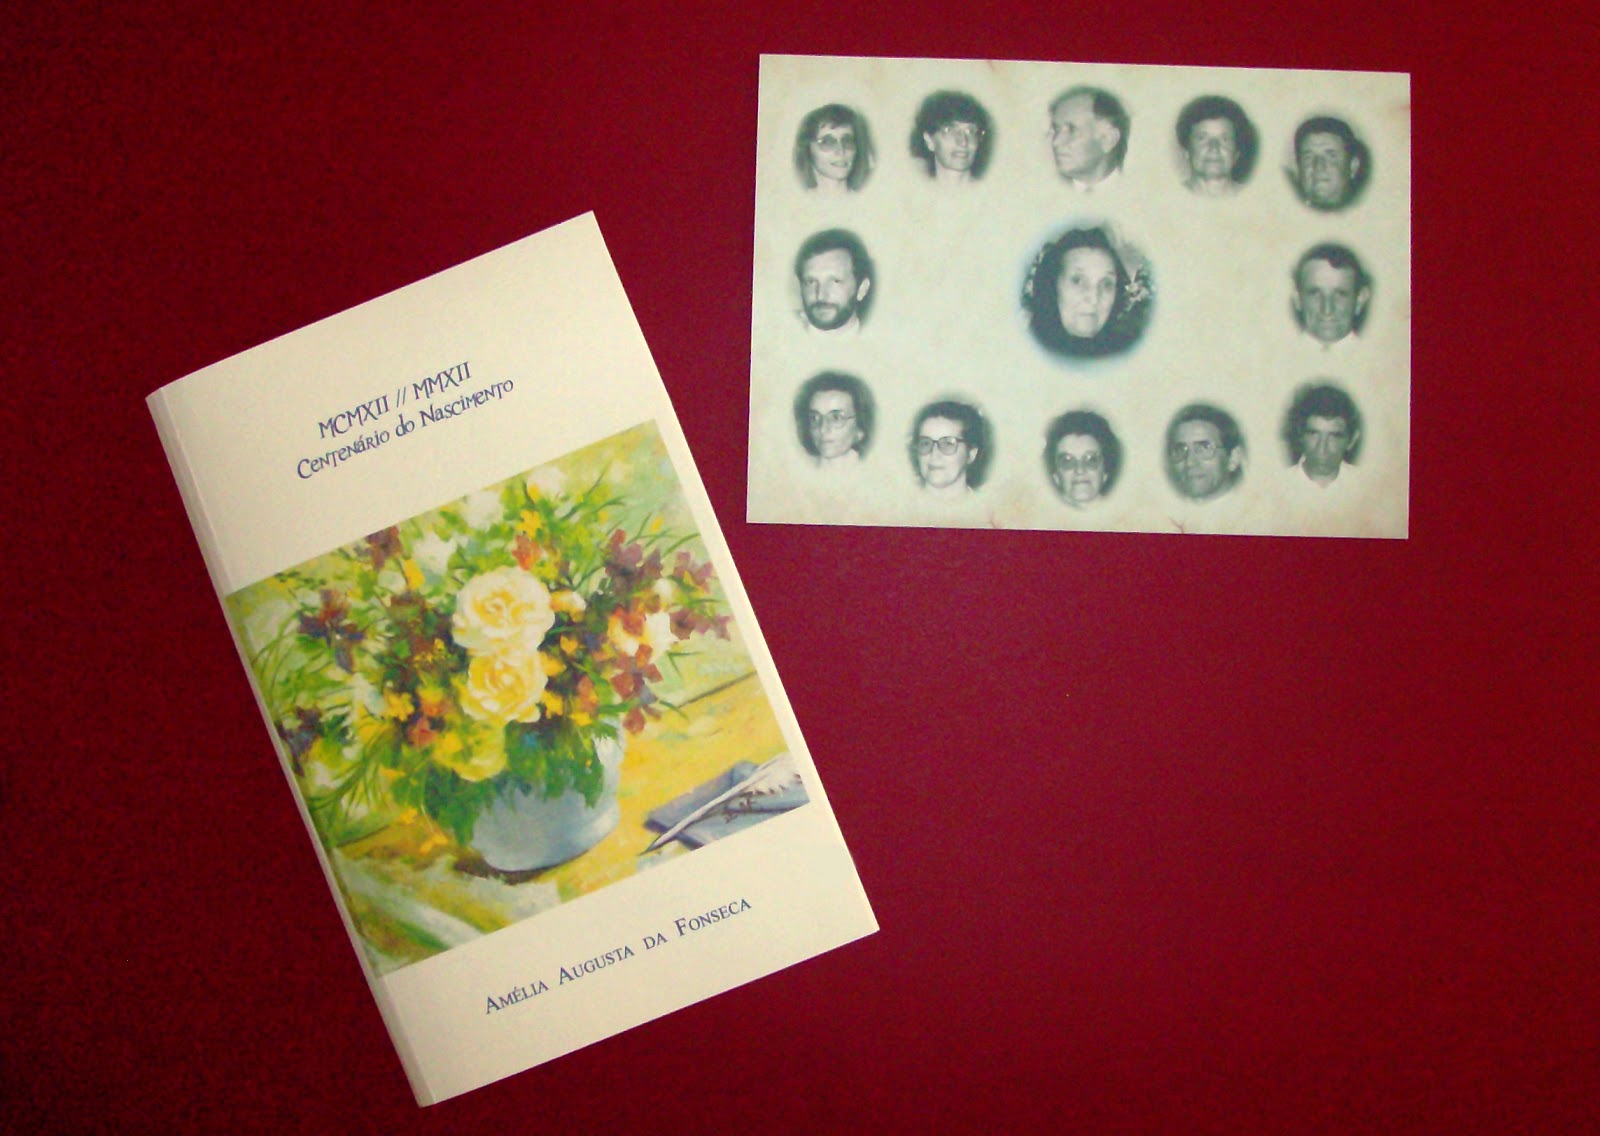 MCMXII // MMXII
Centenário do Nascimento
Amélia Augusta da Fonseca